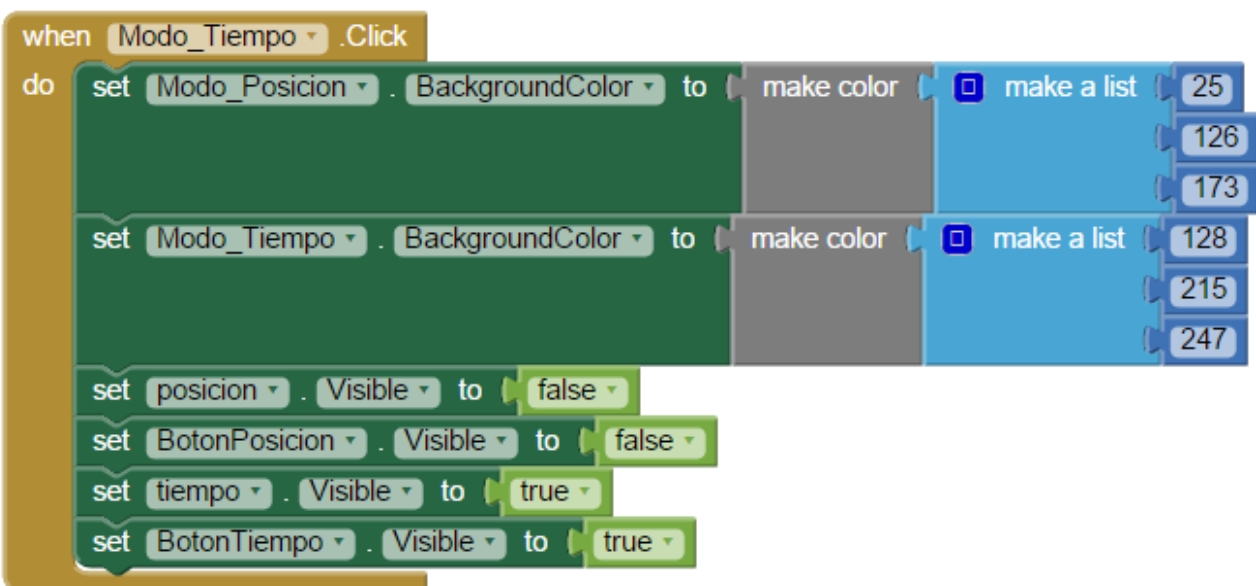 when Modo_Tiempo .Click
do set Modo_Posicion . BackgroundColor to make color make a list 25
126
173
set Modo_Tiempo . BackgroundColor to make color make a list 128
215
247
set posicion . Visible to false
set BotonPosicion . Visible to false
set tiempo . Visible to true
set BotonTiempo . Visible to true